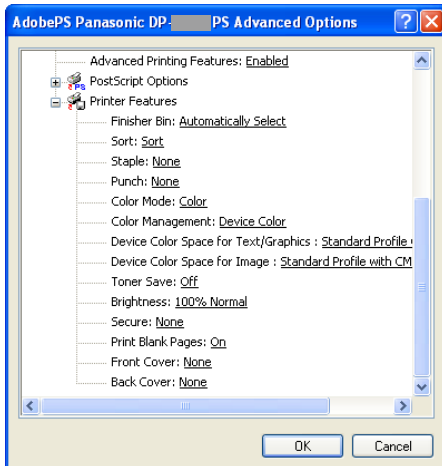 AdobePS Panasonic DP- PS Advanced Options
Advanced Printing Features: Enabled
PostScript Options
Printer Features
Finisher Bin: Automatically Select
Sort: Sort
Staple: None
Punch: None
Color Mode: Color
Color Management: Device Color
Device Color Space for Text/Graphics : Standard Profile
Device Color Space for Image : Standard Profile with CM
Toner Save: Off
Brightness: 100% Normal
Secure: None
Print Blank Pages: On
Front Cover: None
Back Cover: None
OK Cancel